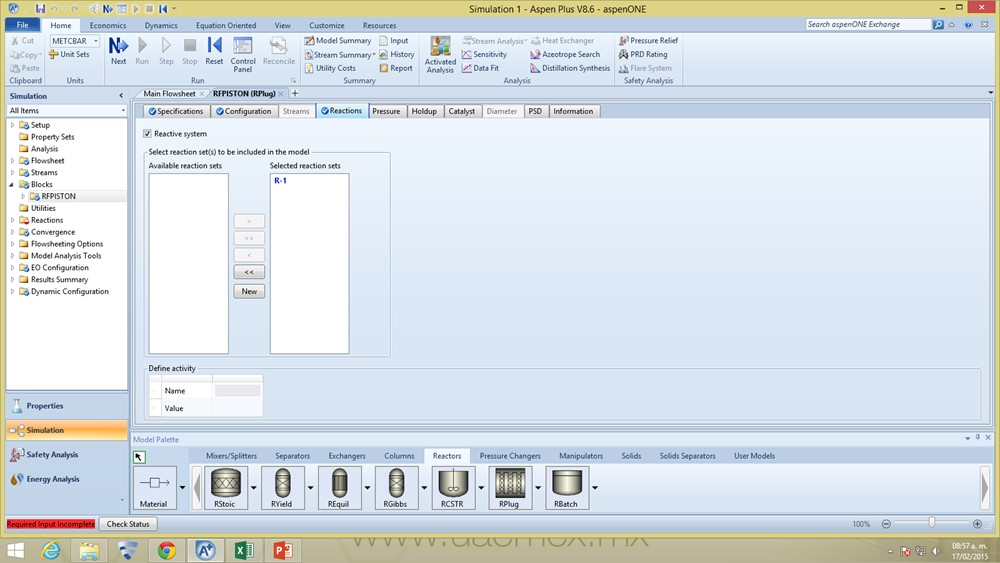 Simulation 1 - Aspen Plus V8.6 - aspenONE
File Home Economics Dynamics Equation Oriented View Customize Resources Search aspenONE Exchange
Cut METCBAR Model Summary Input Stream Analysis Heat Exchanger Pressure Relief
Copy Unit Sets Next Run Step Stop Reset Control Panel Reconcile Stream Summary History Activated Analysis Sensitivity Azeotrope Search PRD Rating
Paste Utility Costs Report Data Fit Distillation Synthesis Flare System
Clipboard Units Run Summary Analysis Safety Analysis
Simulation
All Items
Setup
Property Sets
Analysis
Flowsheet
Streams
Blocks
RFPISTON
Utilities
Reactions
Convergence
Flowsheeting Options
Model Analysis Tools
EO Configuration
Results Summary
Dynamic Configuration
Properties
Simulation
Safety Analysis
Energy Analysis
Main Flowsheet RFPISTON (RPlug)
Specifications Configuration Streams Reactions Pressure Holdup Catalyst Diameter PSD Information
Reactive system
Select reaction set(s) to be included in the model
Available reaction sets Selected reaction sets
R-1
>
>>
<
<<
New
Define activity
Name
Value
Model Palette
Mixers/Splitters Separators Exchangers Columns Reactors Pressure Changers Manipulators Solids Solids Separators User Models
Material RStoic RYield REquil RGibbs RCSTR RPlug RBatch
Required Input Incomplete Check Status 100%
08:57 a. m.
17/02/2015